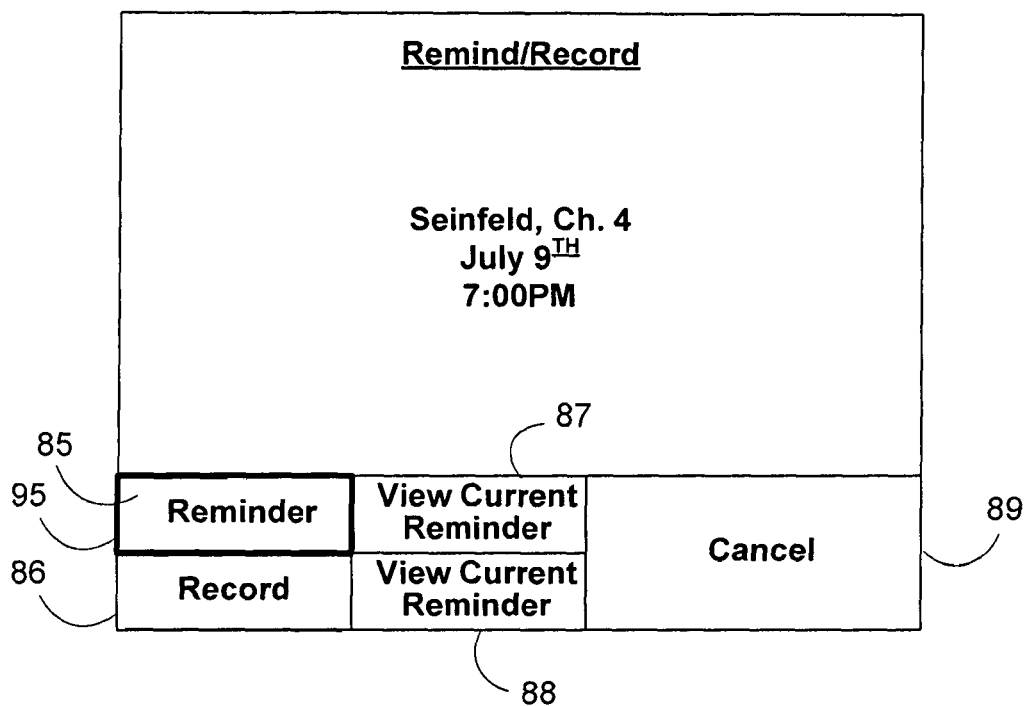 Remind/Record
Seinfeld, Ch. 4
July 9TH
7:00PM
87
85
95
86
Reminder
View Current
Reminder
Cancel
89
Record
View Current
Reminder
88